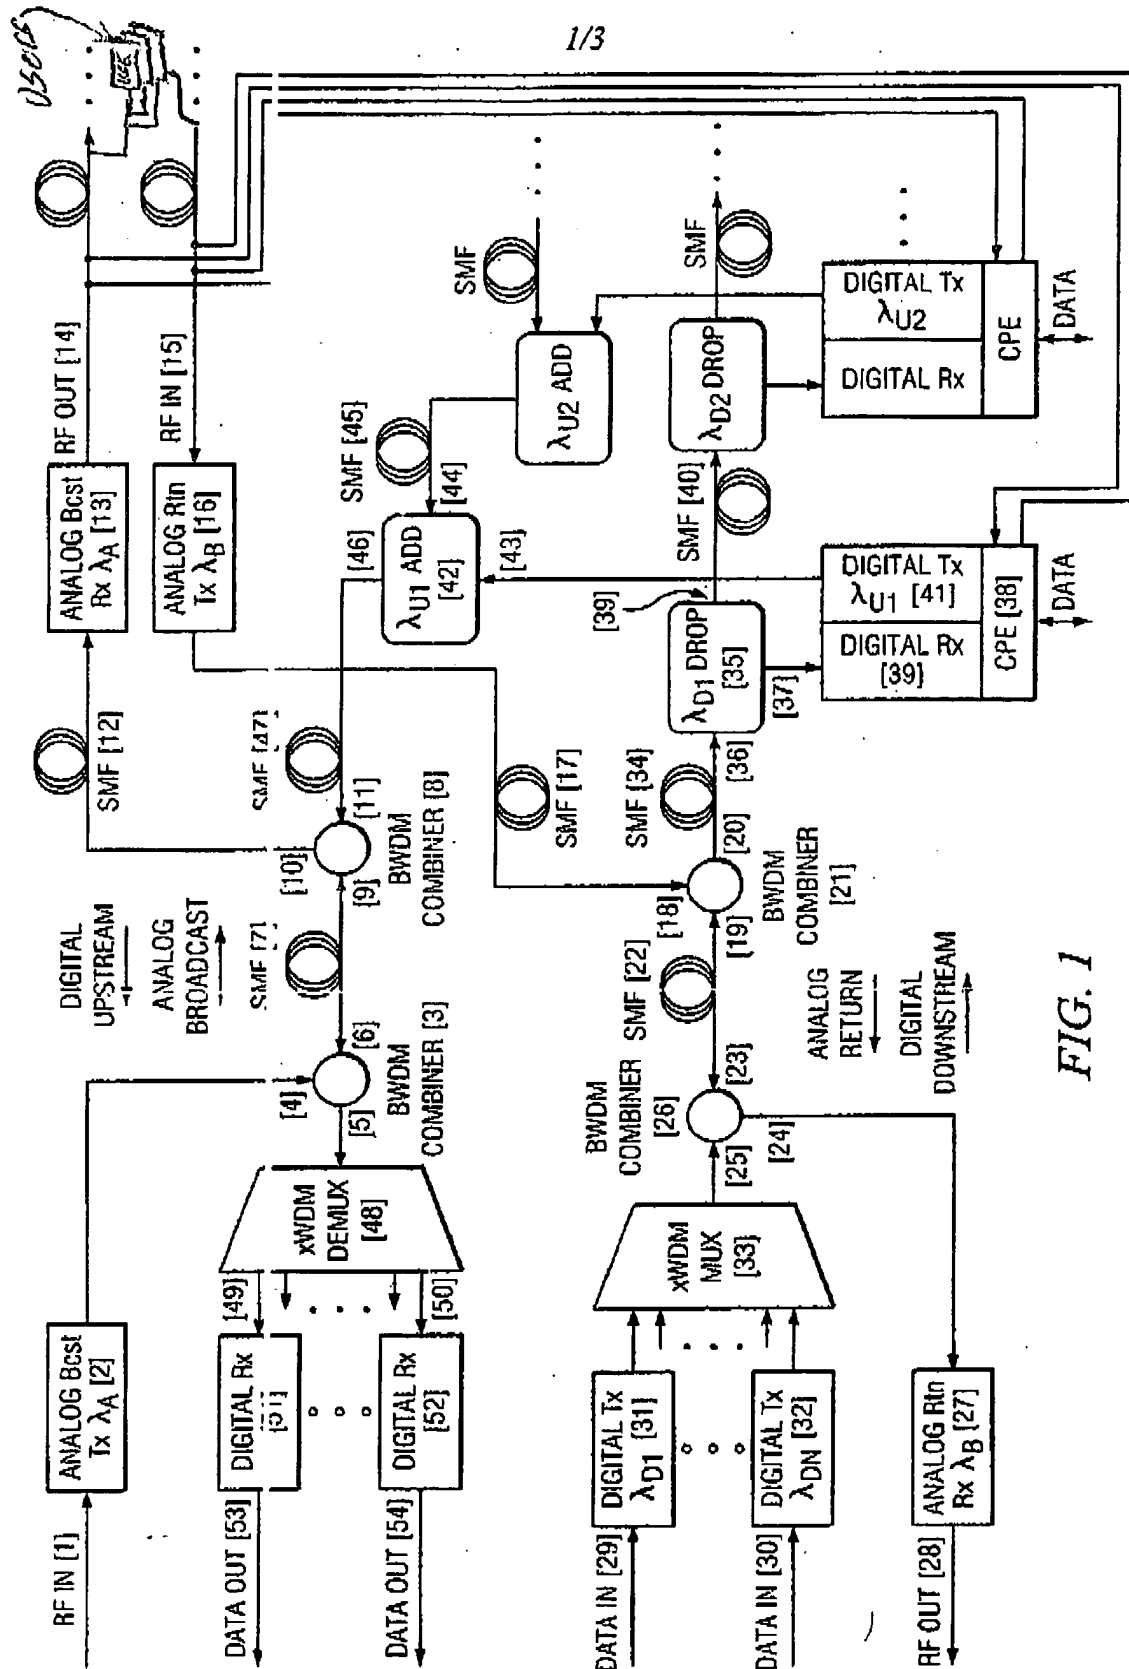 1/3
USERS
RF IN [1]
ANALOG Bcst
Tx λA [2]
DATA OUT [53]
DIGITAL Rx
[51]
[49]
DATA OUT [54]
DIGITAL Rx
[52]
[50]
xWDM
DEMUX
[48]
[4]
[5]
[6]
BWDM
COMBINER [3]
DIGITAL
UPSTREAM
ANALOG
BROADCAST
SMF [7]
[9]
[10]
[11]
BWDM
COMBINER [8]
SMF [12]
ANALOG Bcst
Rx λA [13]
RF OUT [14]
RF IN [15]
ANALOG Rtn
Tx λB [16]
SMF [47]
[46]
λU1 ADD
[42]
[43]
[44]
SMF [45]
λU2 ADD
SMF
SMF [17]
DATA IN [29]
DIGITAL Tx
λD1 [31]
DATA IN [30]
DIGITAL Tx
λDN [32]
xWDM
MUX
[33]
RF OUT [28]
ANALOG Rtn
Rx λB [27]
[25]
[24]
[23]
BWDM
COMBINER
[26]
SMF [22]
ANALOG
RETURN
DIGITAL
DOWNSTREAM
[18]
[19]
[20]
BWDM
COMBINER
[21]
SMF [34]
[36]
λD1 DROP
[35]
[37]
[39]
SMF [40]
λD2 DROP
SMF
DIGITAL Rx
[39]
DIGITAL Tx
λU1 [41]
CPE [38]
DATA
DIGITAL Rx
DIGITAL Tx
λU2
CPE
DATA
FIG. 1